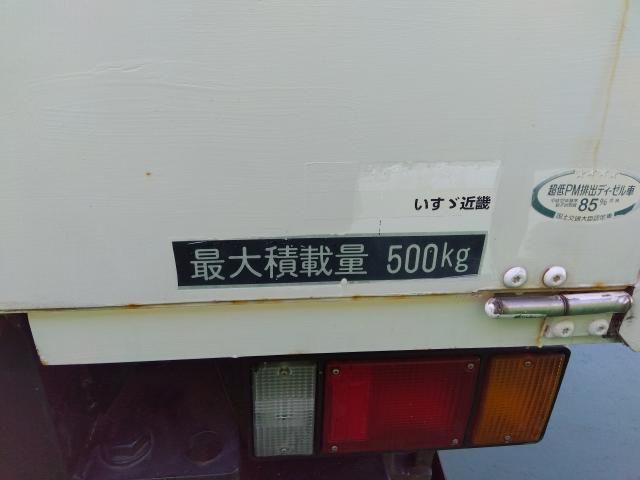 いすゞ近畿
最大積載量 500kg
超低PM排出ディーゼル車
85%
国土交通大臣認定車